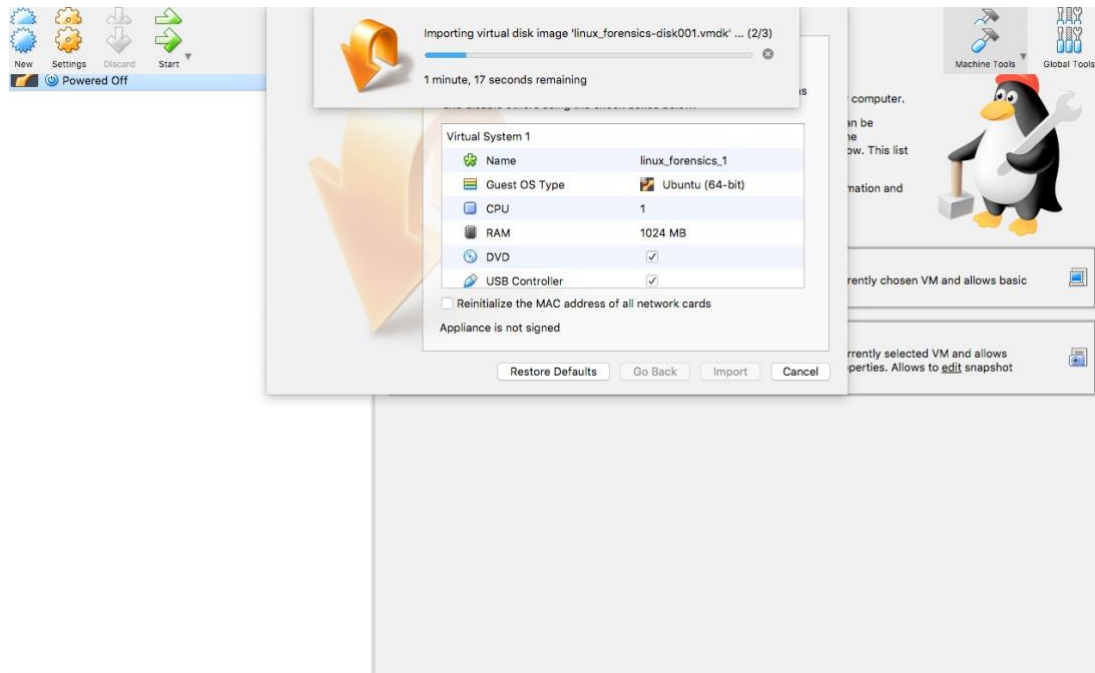 Importing virtual disk image 'linux_forensics-disk001.vmdk' ... (2/3)
1 minute, 17 seconds remaining
New Settings Discard Start
Machine Tools Global Tools
Powered Off
computer.
an be
This list
mation and
Virtual System 1
Name linux_forensics_1
Guest OS Type Ubuntu (64-bit)
CPU 1
RAM 1024 MB
DVD
USB Controller
Reinitialize the MAC address of all network cards
Appliance is not signed
Restore Defaults Go Back Import Cancel
rently chosen VM and allows basic
rrently selected VM and allows
perties. Allows to edit snapshot